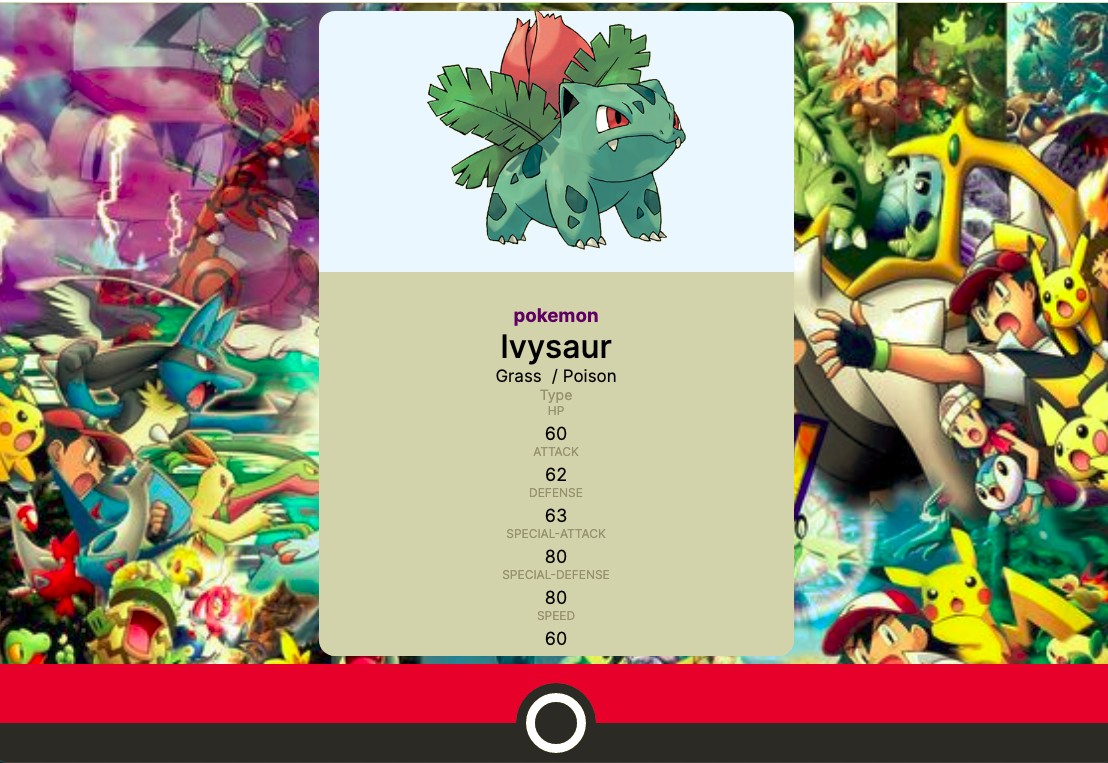 pokemon
Ivysaur
Grass / Poison
Type
HP
60
ATTACK
62
DEFENSE
63
SPECIAL-ATTACK
80
SPECIAL-DEFENSE
80
SPEED
60